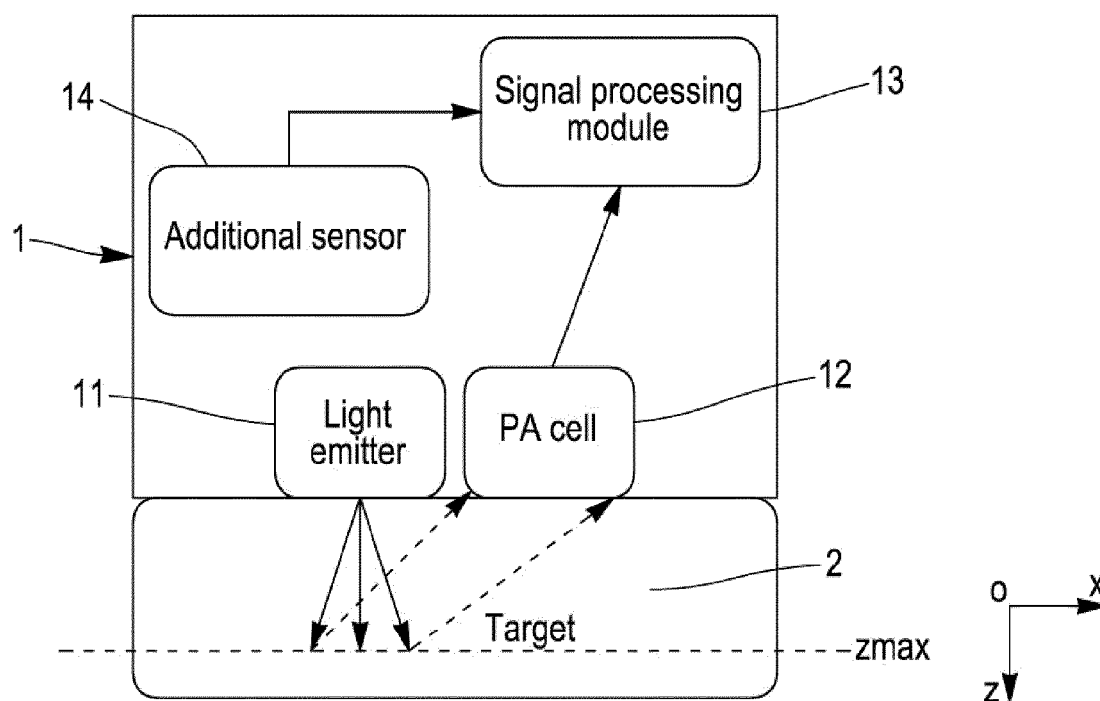 14
Signal processing
module
13
1
Additional sensor
11
Light
emitter
PA cell
12
2
Target
zmax
o
x
z